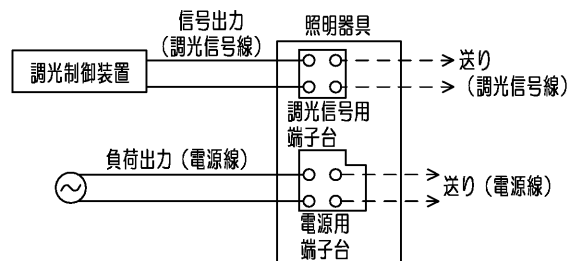 信号出力
(調光信号線)
照明器具
調光制御装置
送り
(調光信号線)
調光信号用
端子台
負荷出力(電源線)
送り(電源線)
電源用
端子台